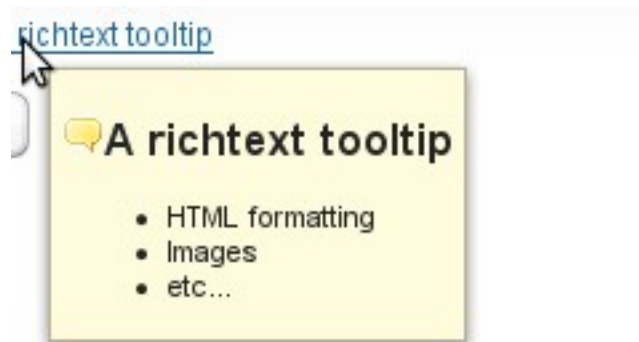 richtext tooltip
A richtext tooltip
• HTML formatting
• Images
• etc...